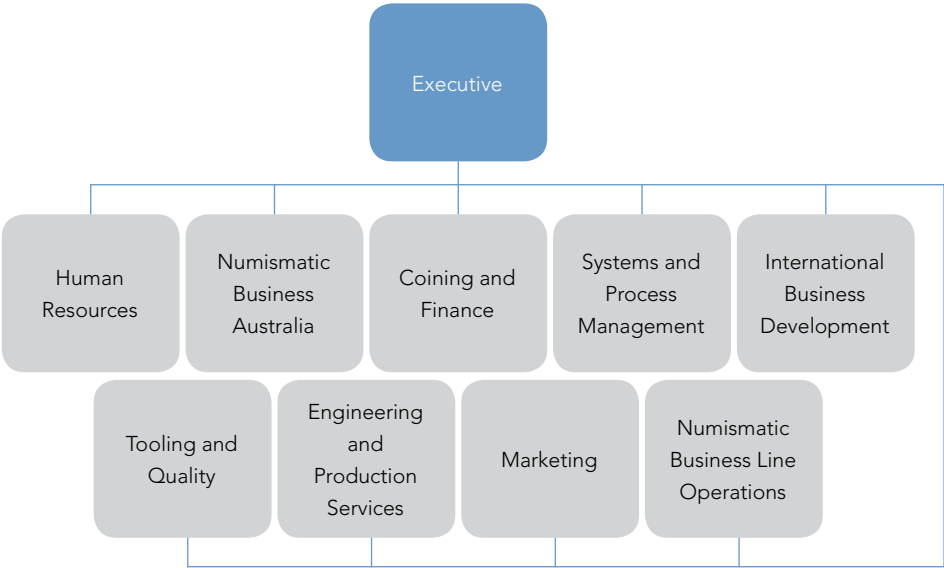 Executive
Human
Resources
Numismatic
Business
Australia
Coining and
Finance
Systems and
Process
Management
International
Business
Development
Tooling and
Quality
Engineering
and
Production
Services
Marketing
Numismatic
Business Line
Operations